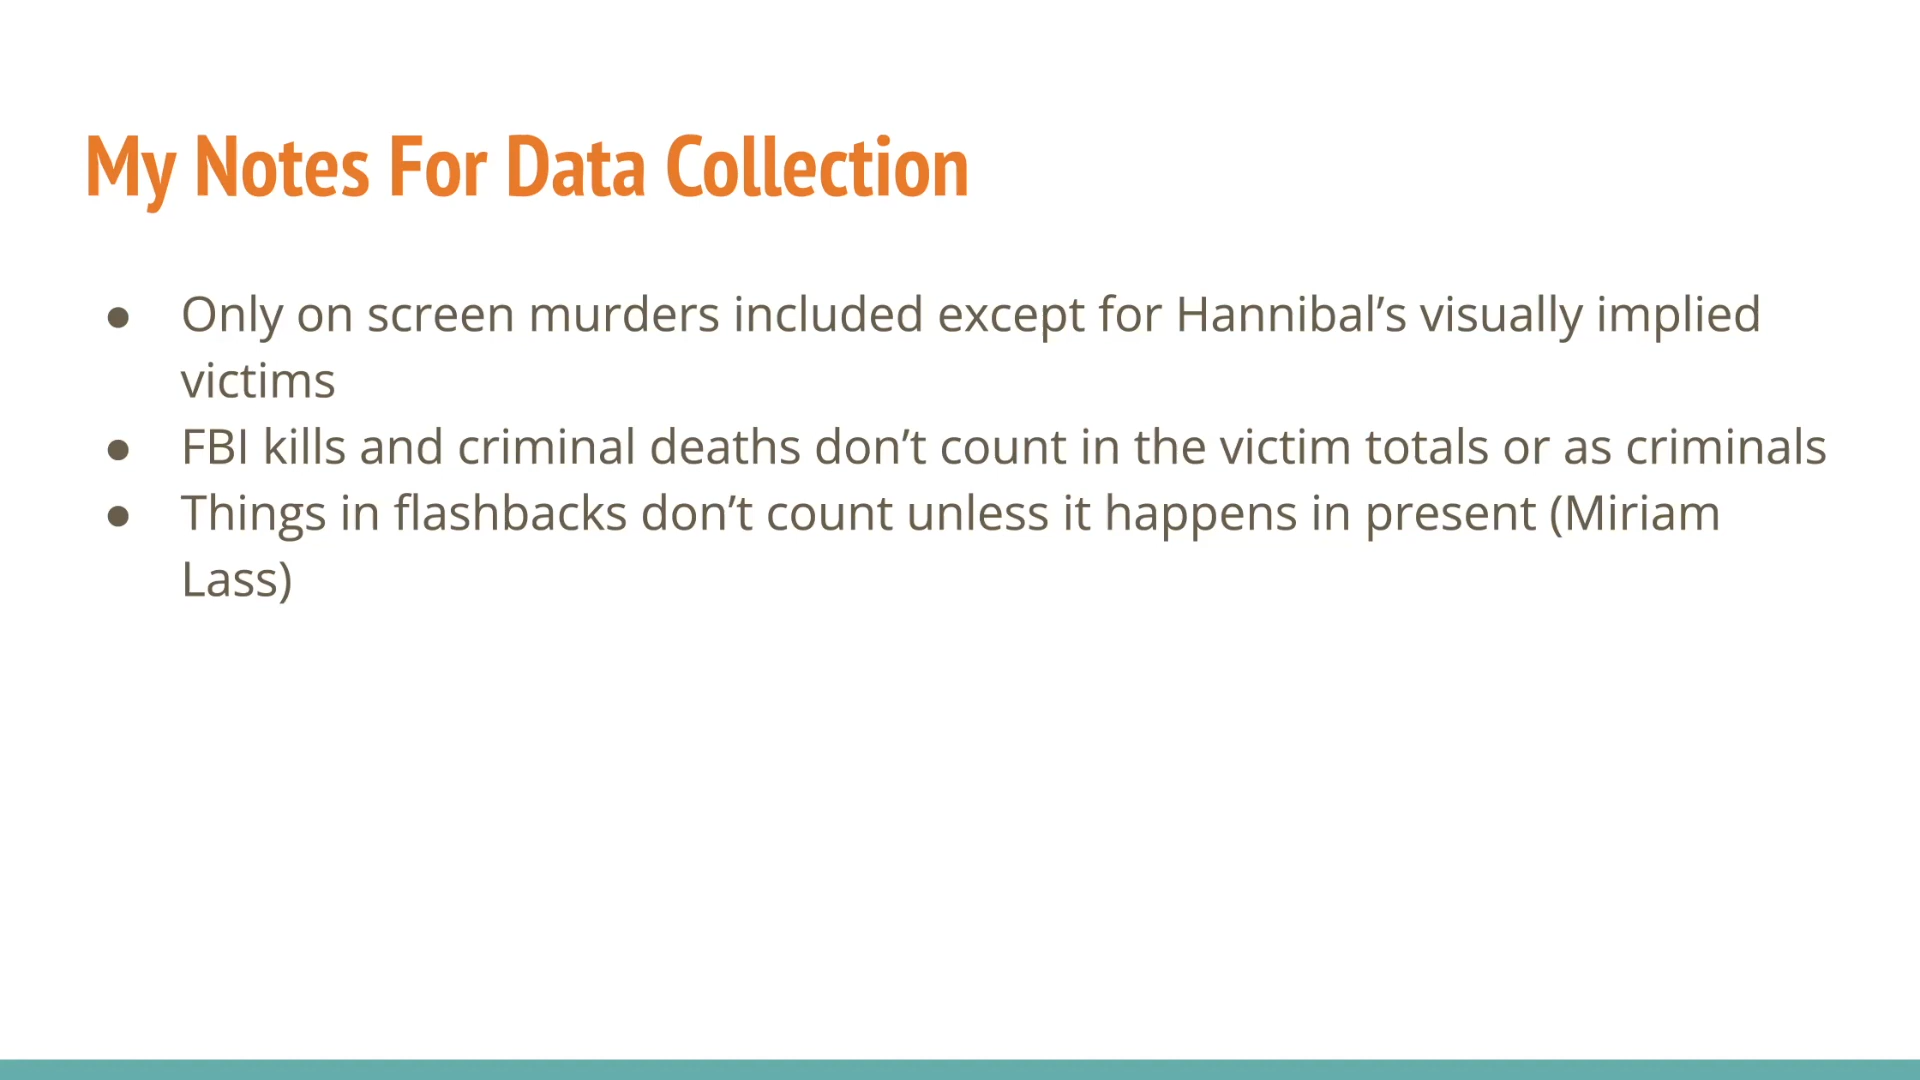 My Notes For Data Collection
● Only on screen murders included except for Hannibal’s visually implied
victims
● FBI kills and criminal deaths don’t count in the victim totals or as criminals
● Things in flashbacks don’t count unless it happens in present (Miriam
Lass)